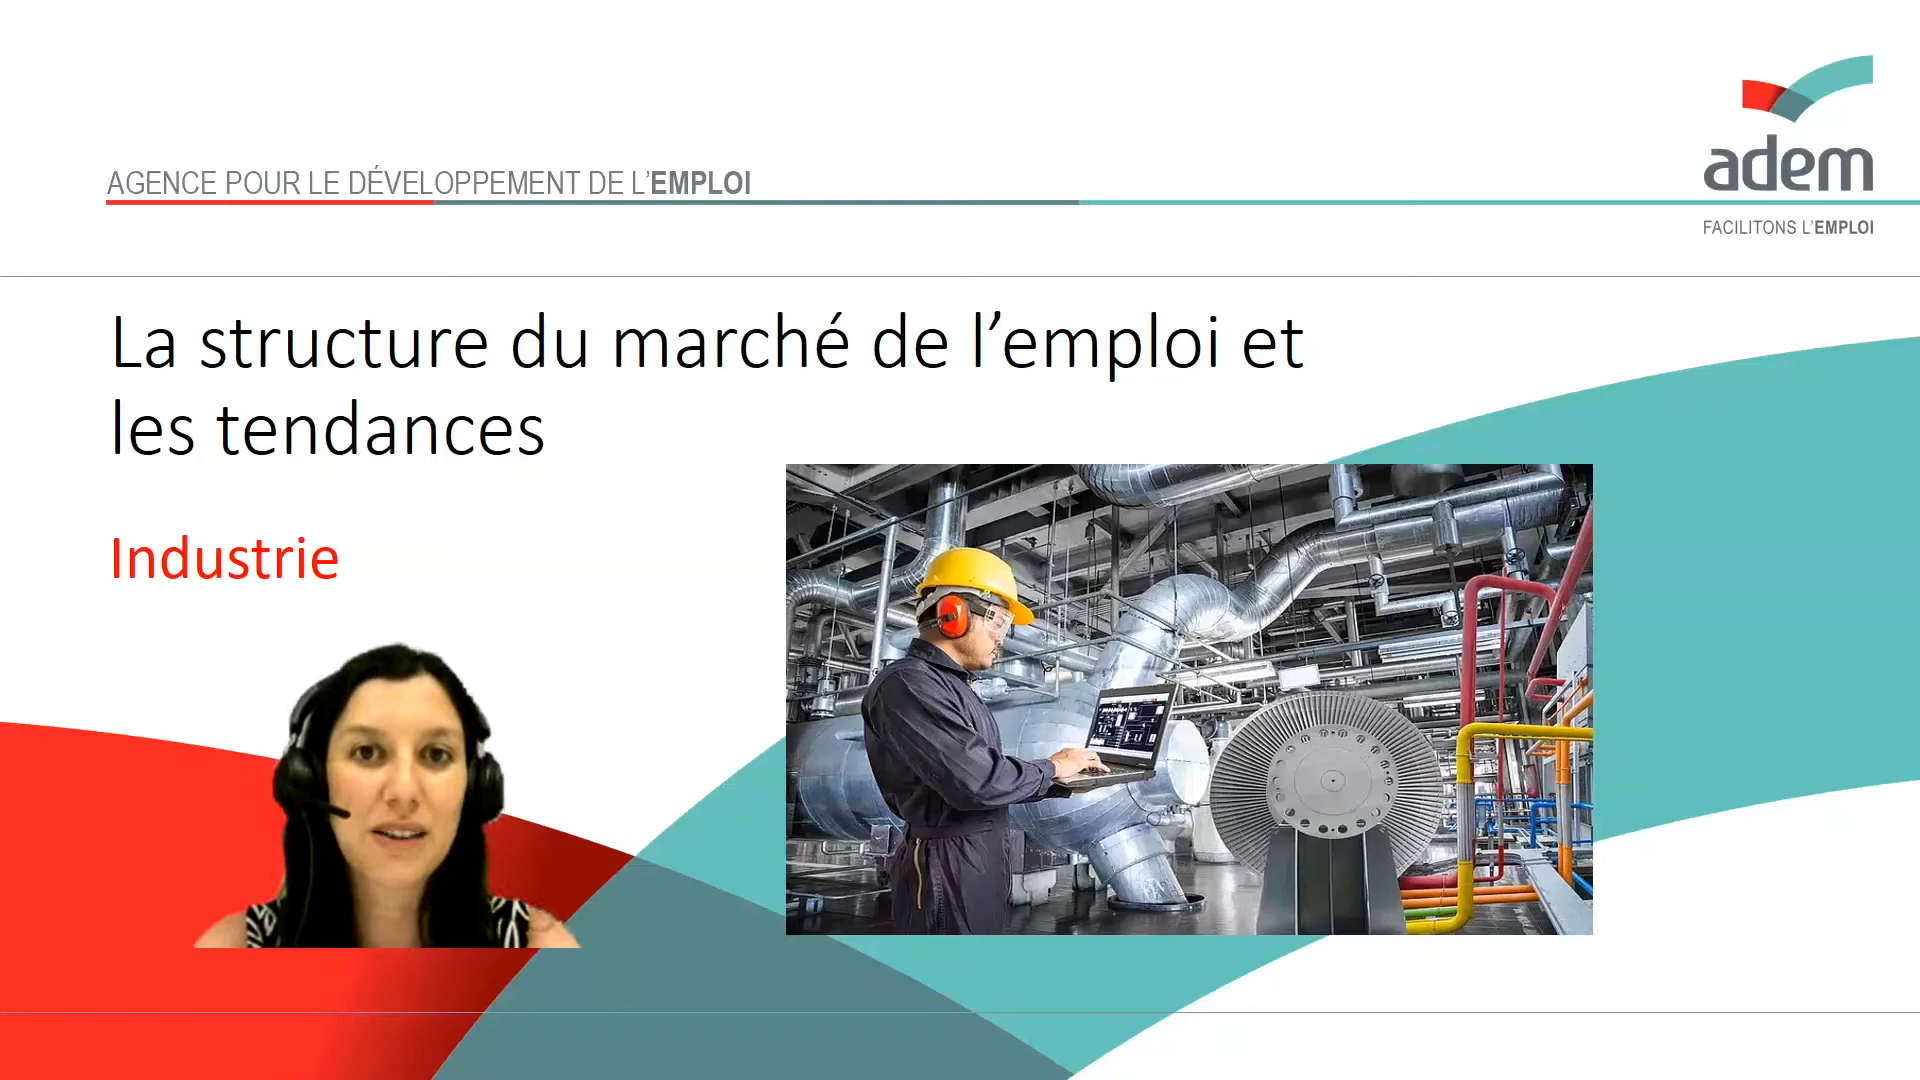 AGENCE POUR LE DÉVELOPPEMENT DE L’EMPLOI
adem
FACILITONS L’EMPLOI
La structure du marché de l’emploi et
les tendances
Industrie